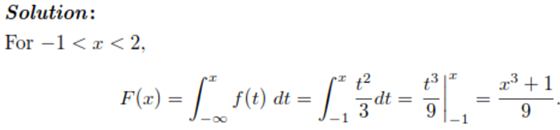 Solution:
For −1 < x < 2,
F(x) = ∫_{−∞}^{x} f(t) dt = ∫_{−1}^{x} t²/3 dt = t³/9 |_{−1}^{x} = (x³ + 1)/9.